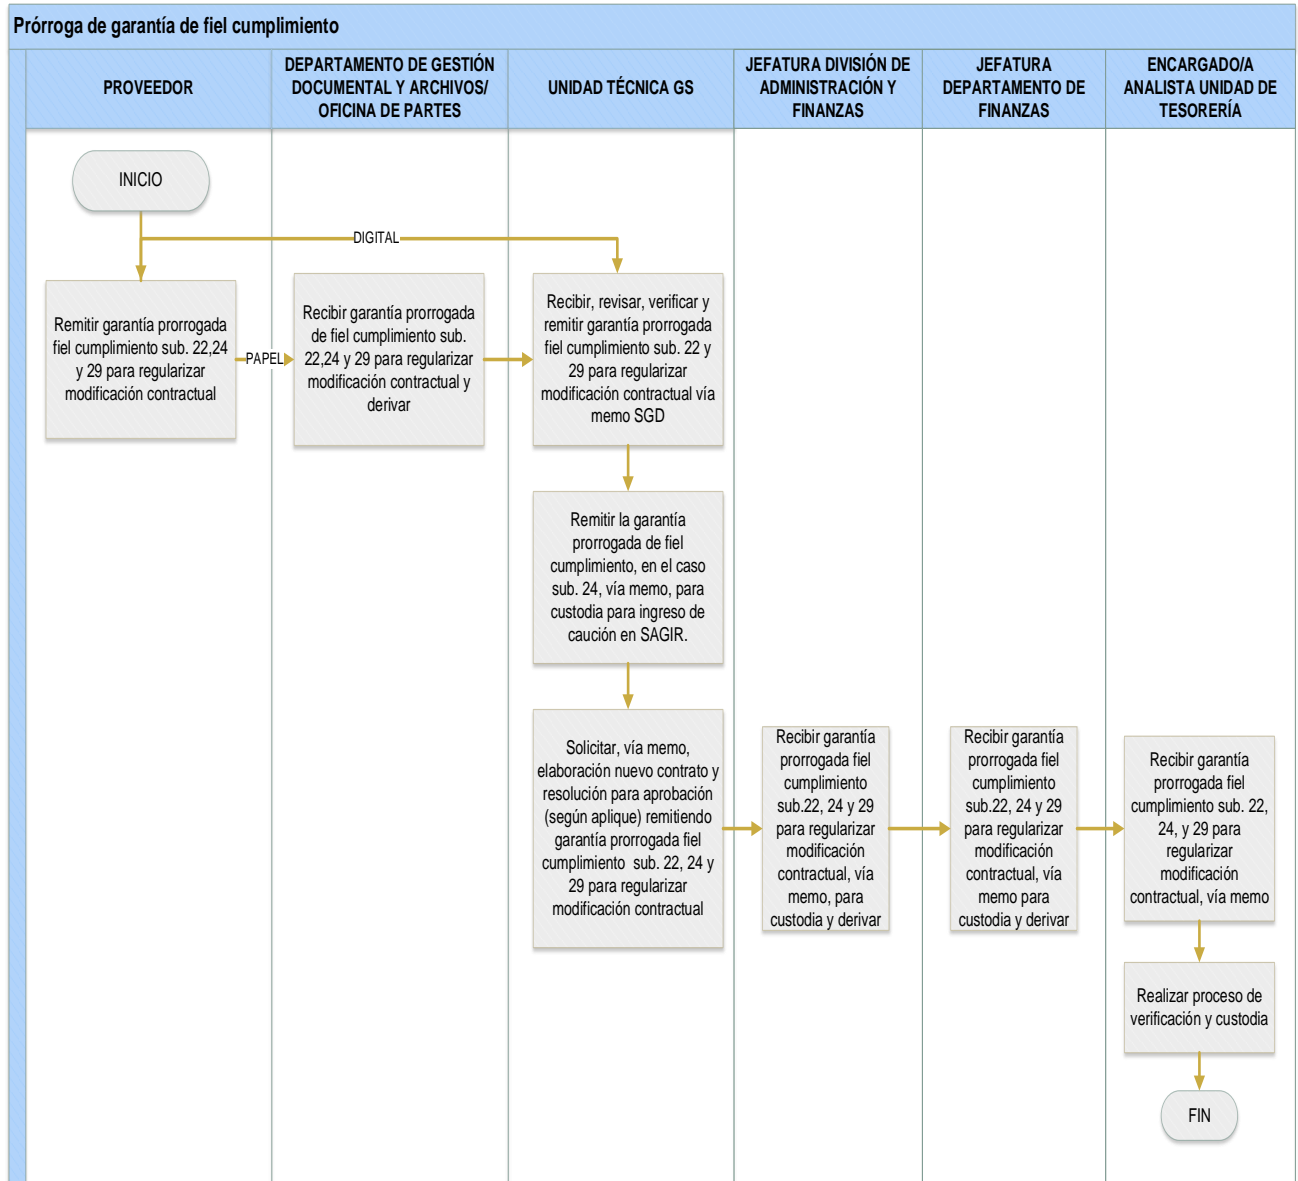 Prórroga de garantía de fiel cumplimiento
PROVEEDOR
DEPARTAMENTO DE GESTIÓN
DOCUMENTAL Y ARCHIVOS/
OFICINA DE PARTES
UNIDAD TÉCNICA GS
JEFATURA DIVISIÓN DE
ADMINISTRACIÓN Y
FINANZAS
JEFATURA
DEPARTAMENTO DE
FINANZAS
ENCARGADO/A
ANALISTA UNIDAD DE
TESORERÍA
INICIO
DIGITAL
Remitir garantía prorrogada
fiel cumplimiento sub. 22,24
y 29 para regularizar
modificación contractual
PAPEL
Recibir garantía prorrogada
de fiel cumplimiento sub.
22,24 y 29 para regularizar
modificación contractual y
derivar
Recibir, revisar, verificar y
remitir garantía prorrogada
fiel cumplimiento sub. 22 y
29 para regularizar
modificación contractual vía
memo SGD
Remitir la garantía
prorrogada de fiel
cumplimiento, en el caso
sub. 24, vía memo, para
custodia para ingreso de
caución en SAGIR.
Solicitar, vía memo,
elaboración nuevo contrato y
resolución para aprobación
(según aplique) remitiendo
garantía prorrogada fiel
cumplimiento  sub. 22, 24 y
29 para regularizar
modificación contractual
Recibir garantía
prorrogada fiel
cumplimiento
sub.22, 24 y 29
para regularizar
modificación
contractual, vía
memo, para
custodia y derivar
Recibir garantía
prorrogada fiel
cumplimiento
sub.22, 24 y 29
para regularizar
modificación
contractual, vía
memo para
custodia y derivar
Recibir garantía
prorrogada fiel
cumplimiento sub. 22,
24, y 29 para
regularizar
modificación
contractual, vía memo
Realizar proceso de
verificación y custodia
FIN